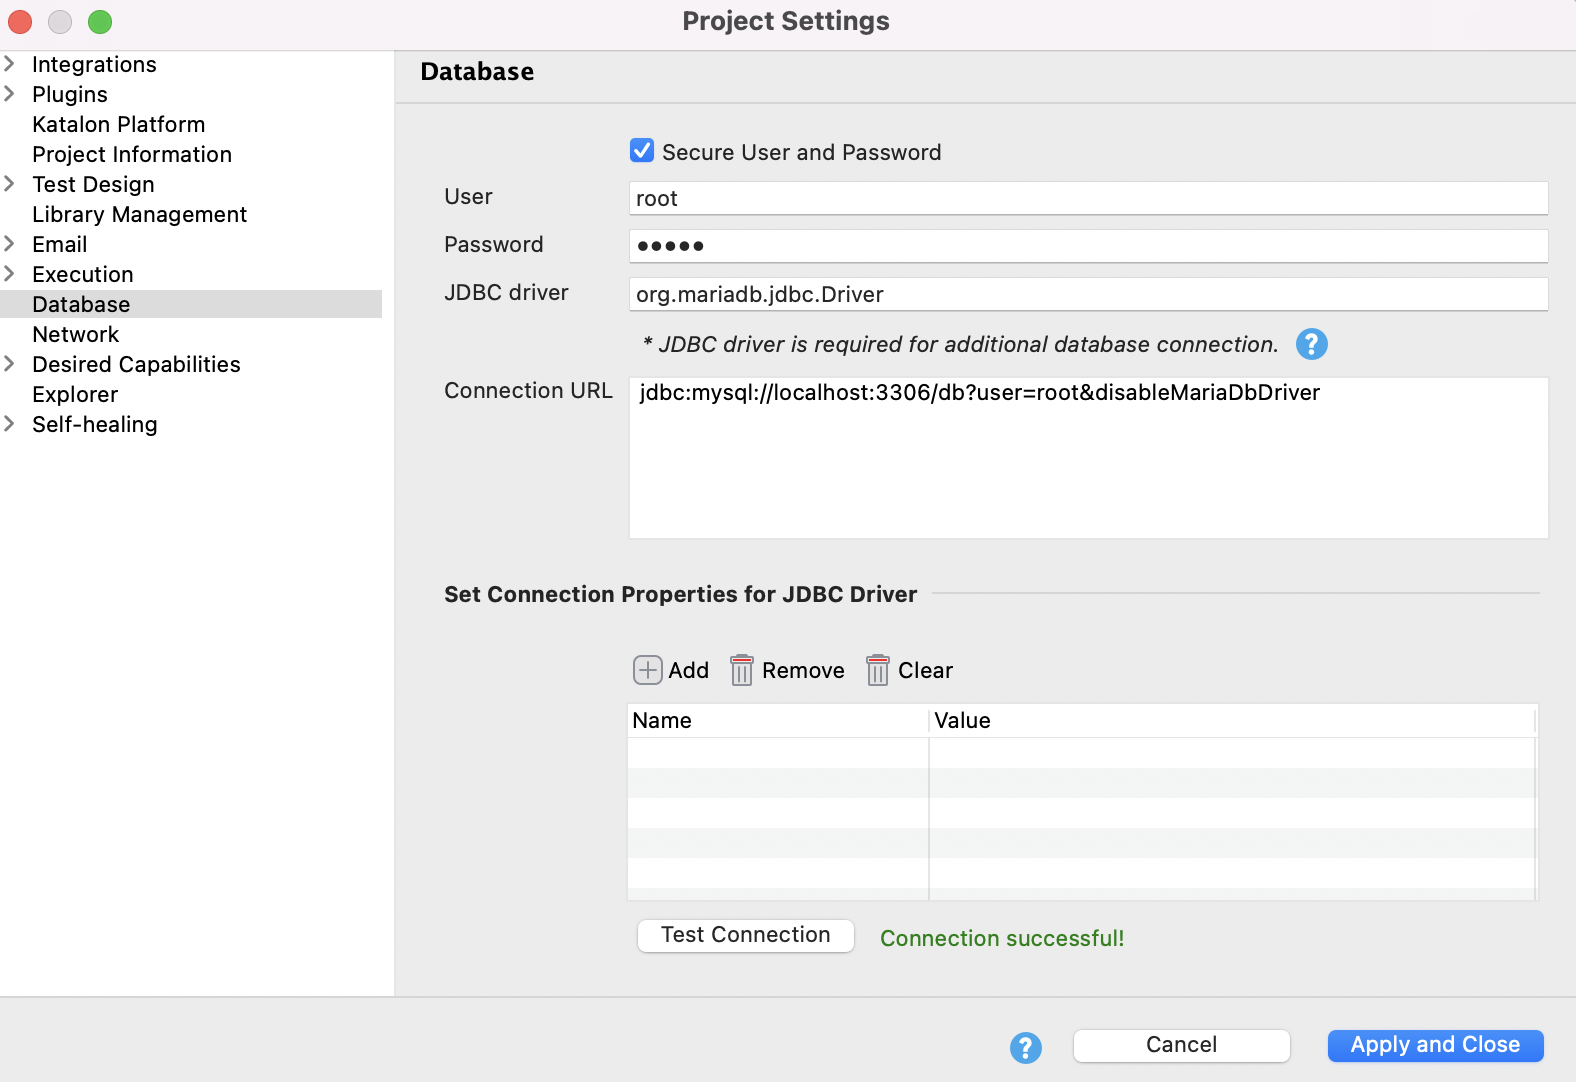 Project Settings
Integrations
Plugins
Katalon Platform
Project Information
Test Design
Library Management
Email
Execution
Database
Network
Desired Capabilities
Explorer
Self-healing
Database
Secure User and Password
User
root
Password
•••••
JDBC driver
org.mariadb.jdbc.Driver
* JDBC driver is required for additional database connection. ?
Connection URL
jdbc:mysql://localhost:3306/db?user=root&disableMariaDbDriver
Set Connection Properties for JDBC Driver
Add Remove Clear
Name Value
Test Connection Connection successful!
? Cancel Apply and Close